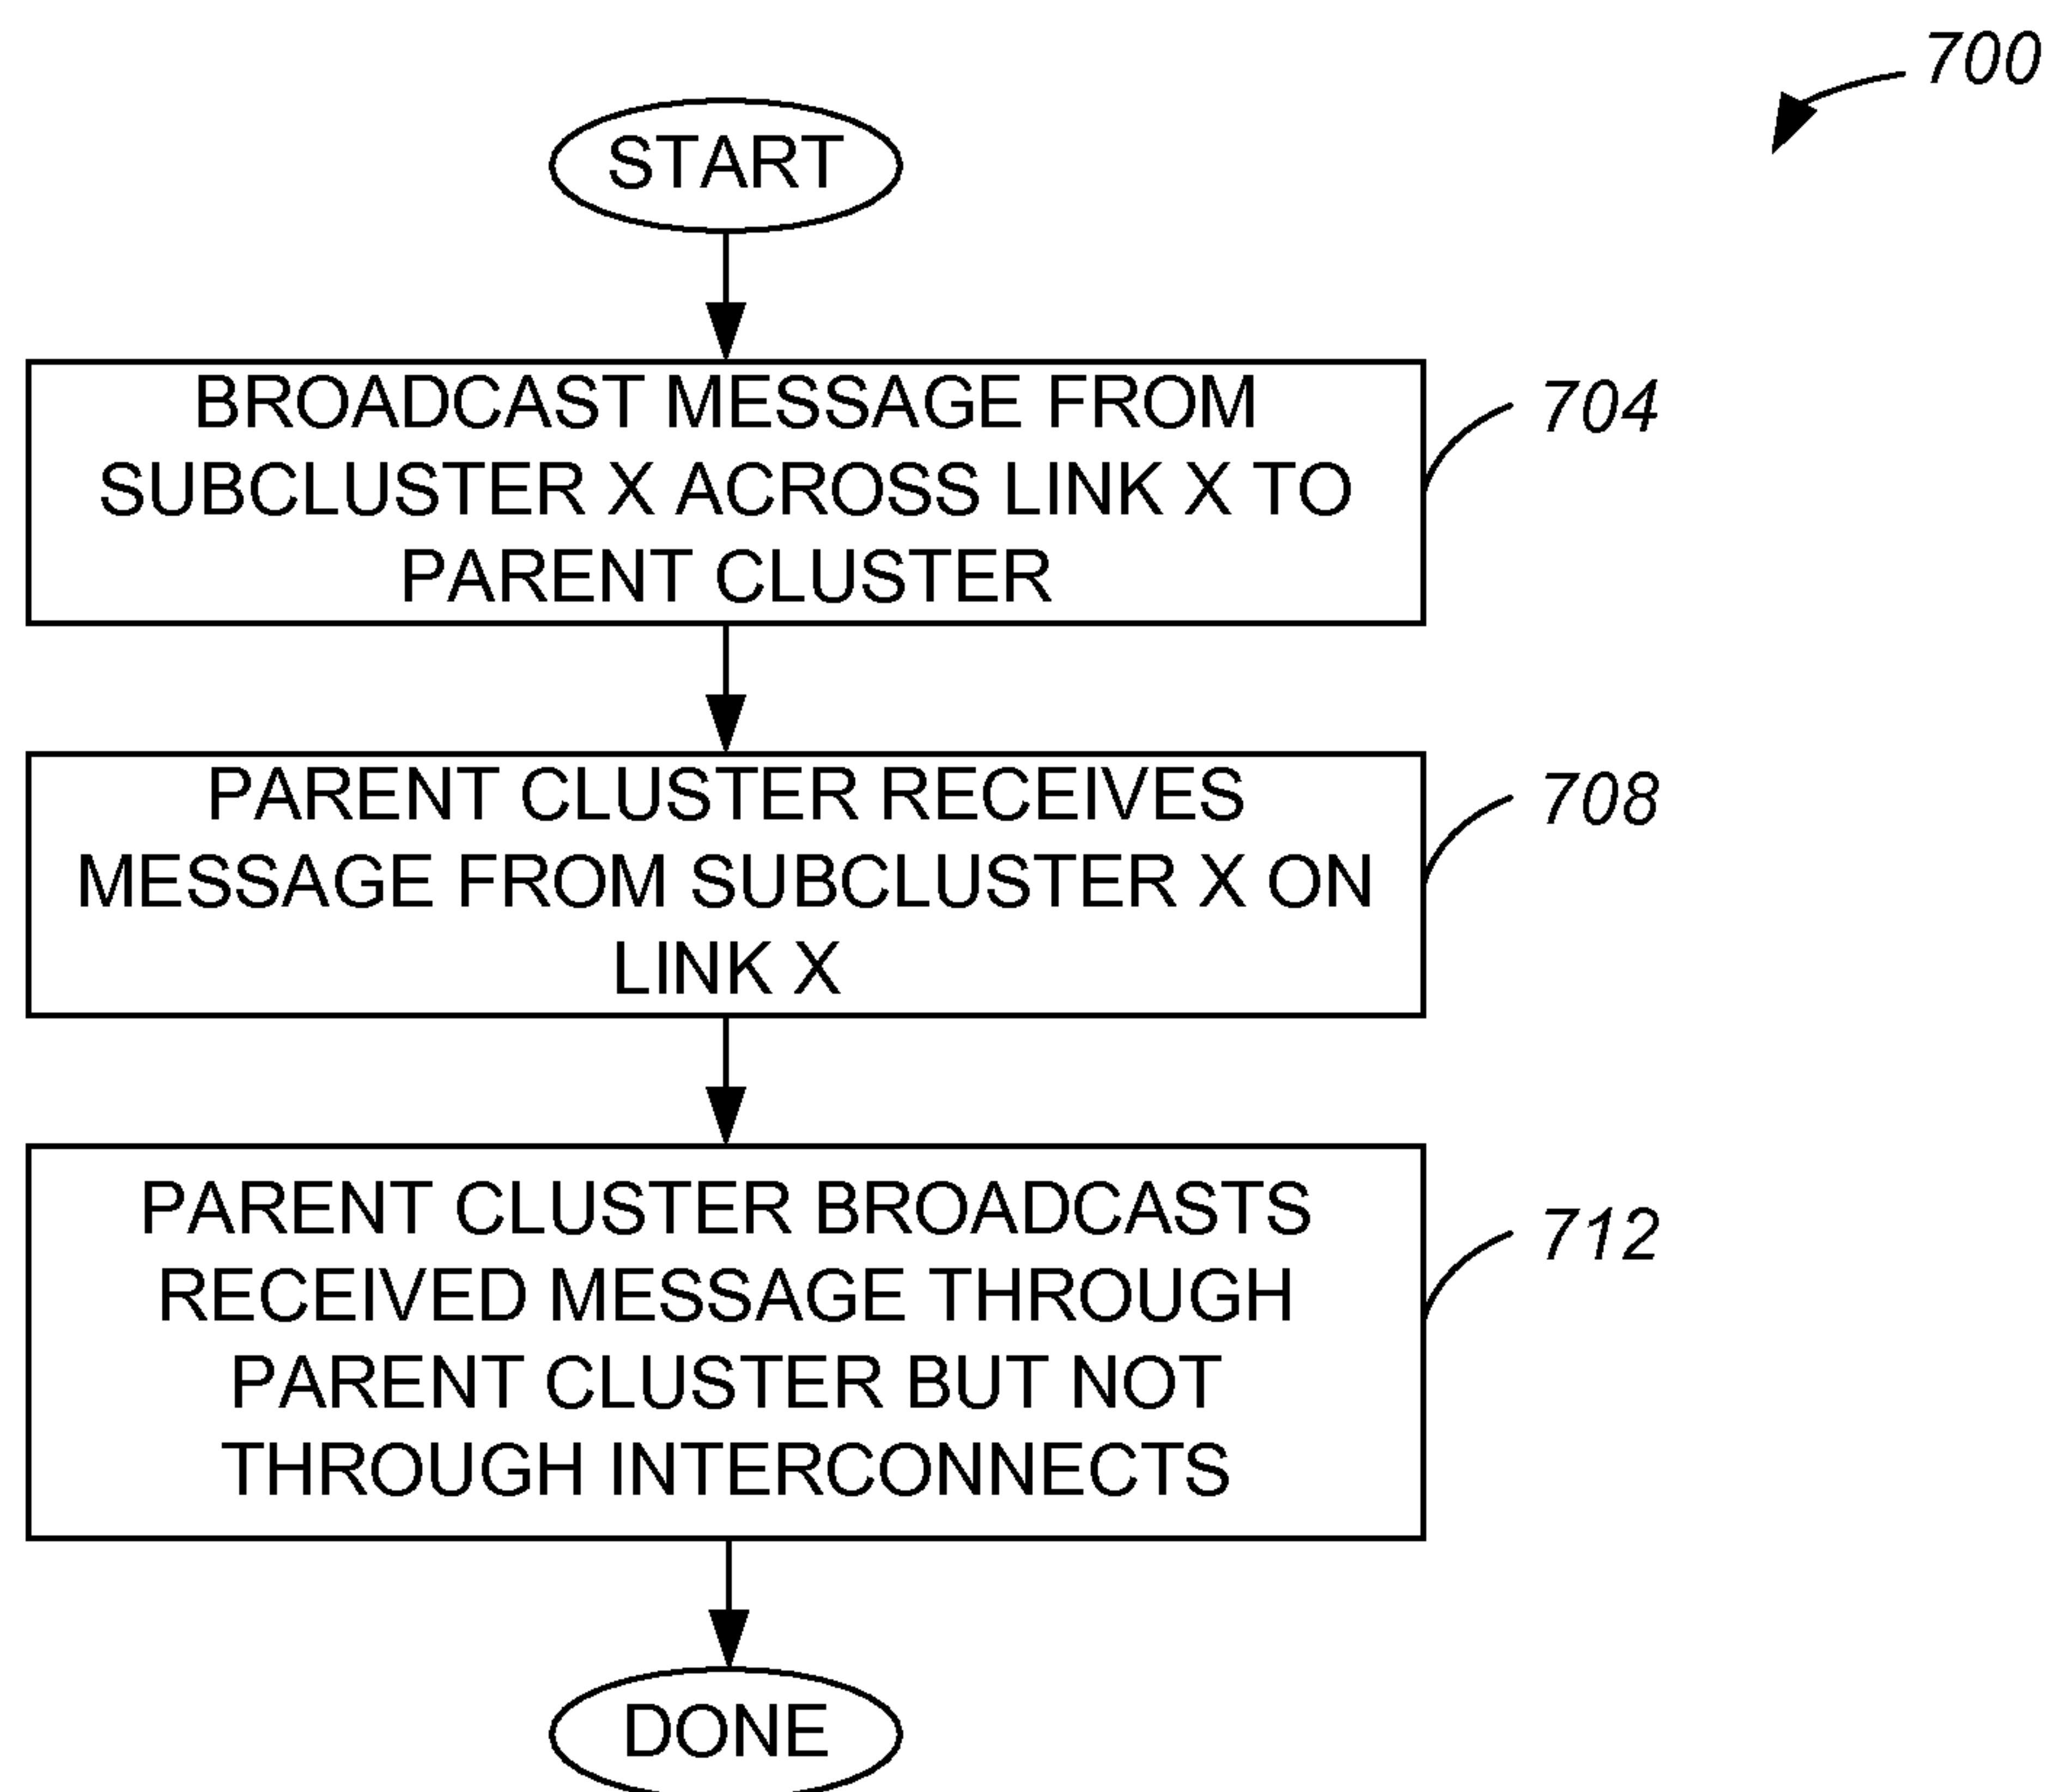 700
START
BROADCAST MESSAGE FROM
SUBCLUSTER X ACROSS LINK X TO
PARENT CLUSTER
704
PARENT CLUSTER RECEIVES
MESSAGE FROM SUBCLUSTER X ON
LINK X
708
PARENT CLUSTER BROADCASTS
RECEIVED MESSAGE THROUGH
PARENT CLUSTER BUT NOT
THROUGH INTERCONNECTS
712
DONE